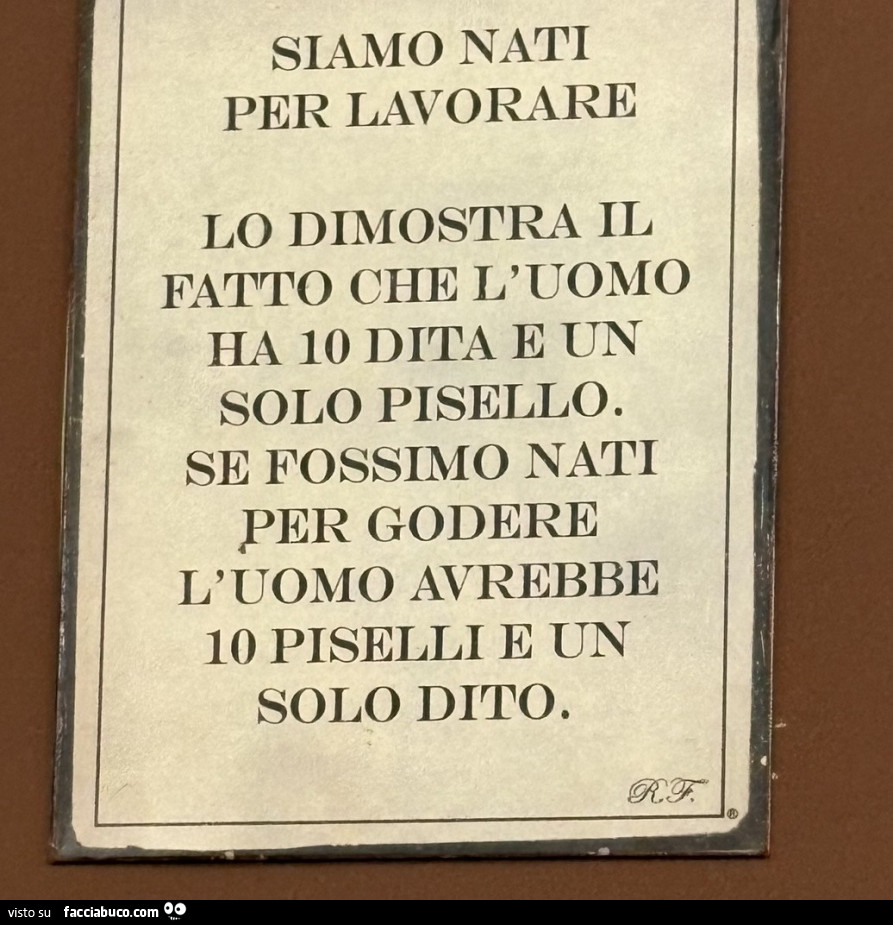 SIAMO NATI
PER LAVORARE
LO DIMOSTRA IL
FATTO CHE L'UOMO
HA 10 DITA E UN
SOLO PISELLO.
SE FOSSIMO NATI
PER GODERE
L'UOMO AVREBBE
10 PISELLI E UN
SOLO DITO.
R.F.
®
visto su facciabuco.com